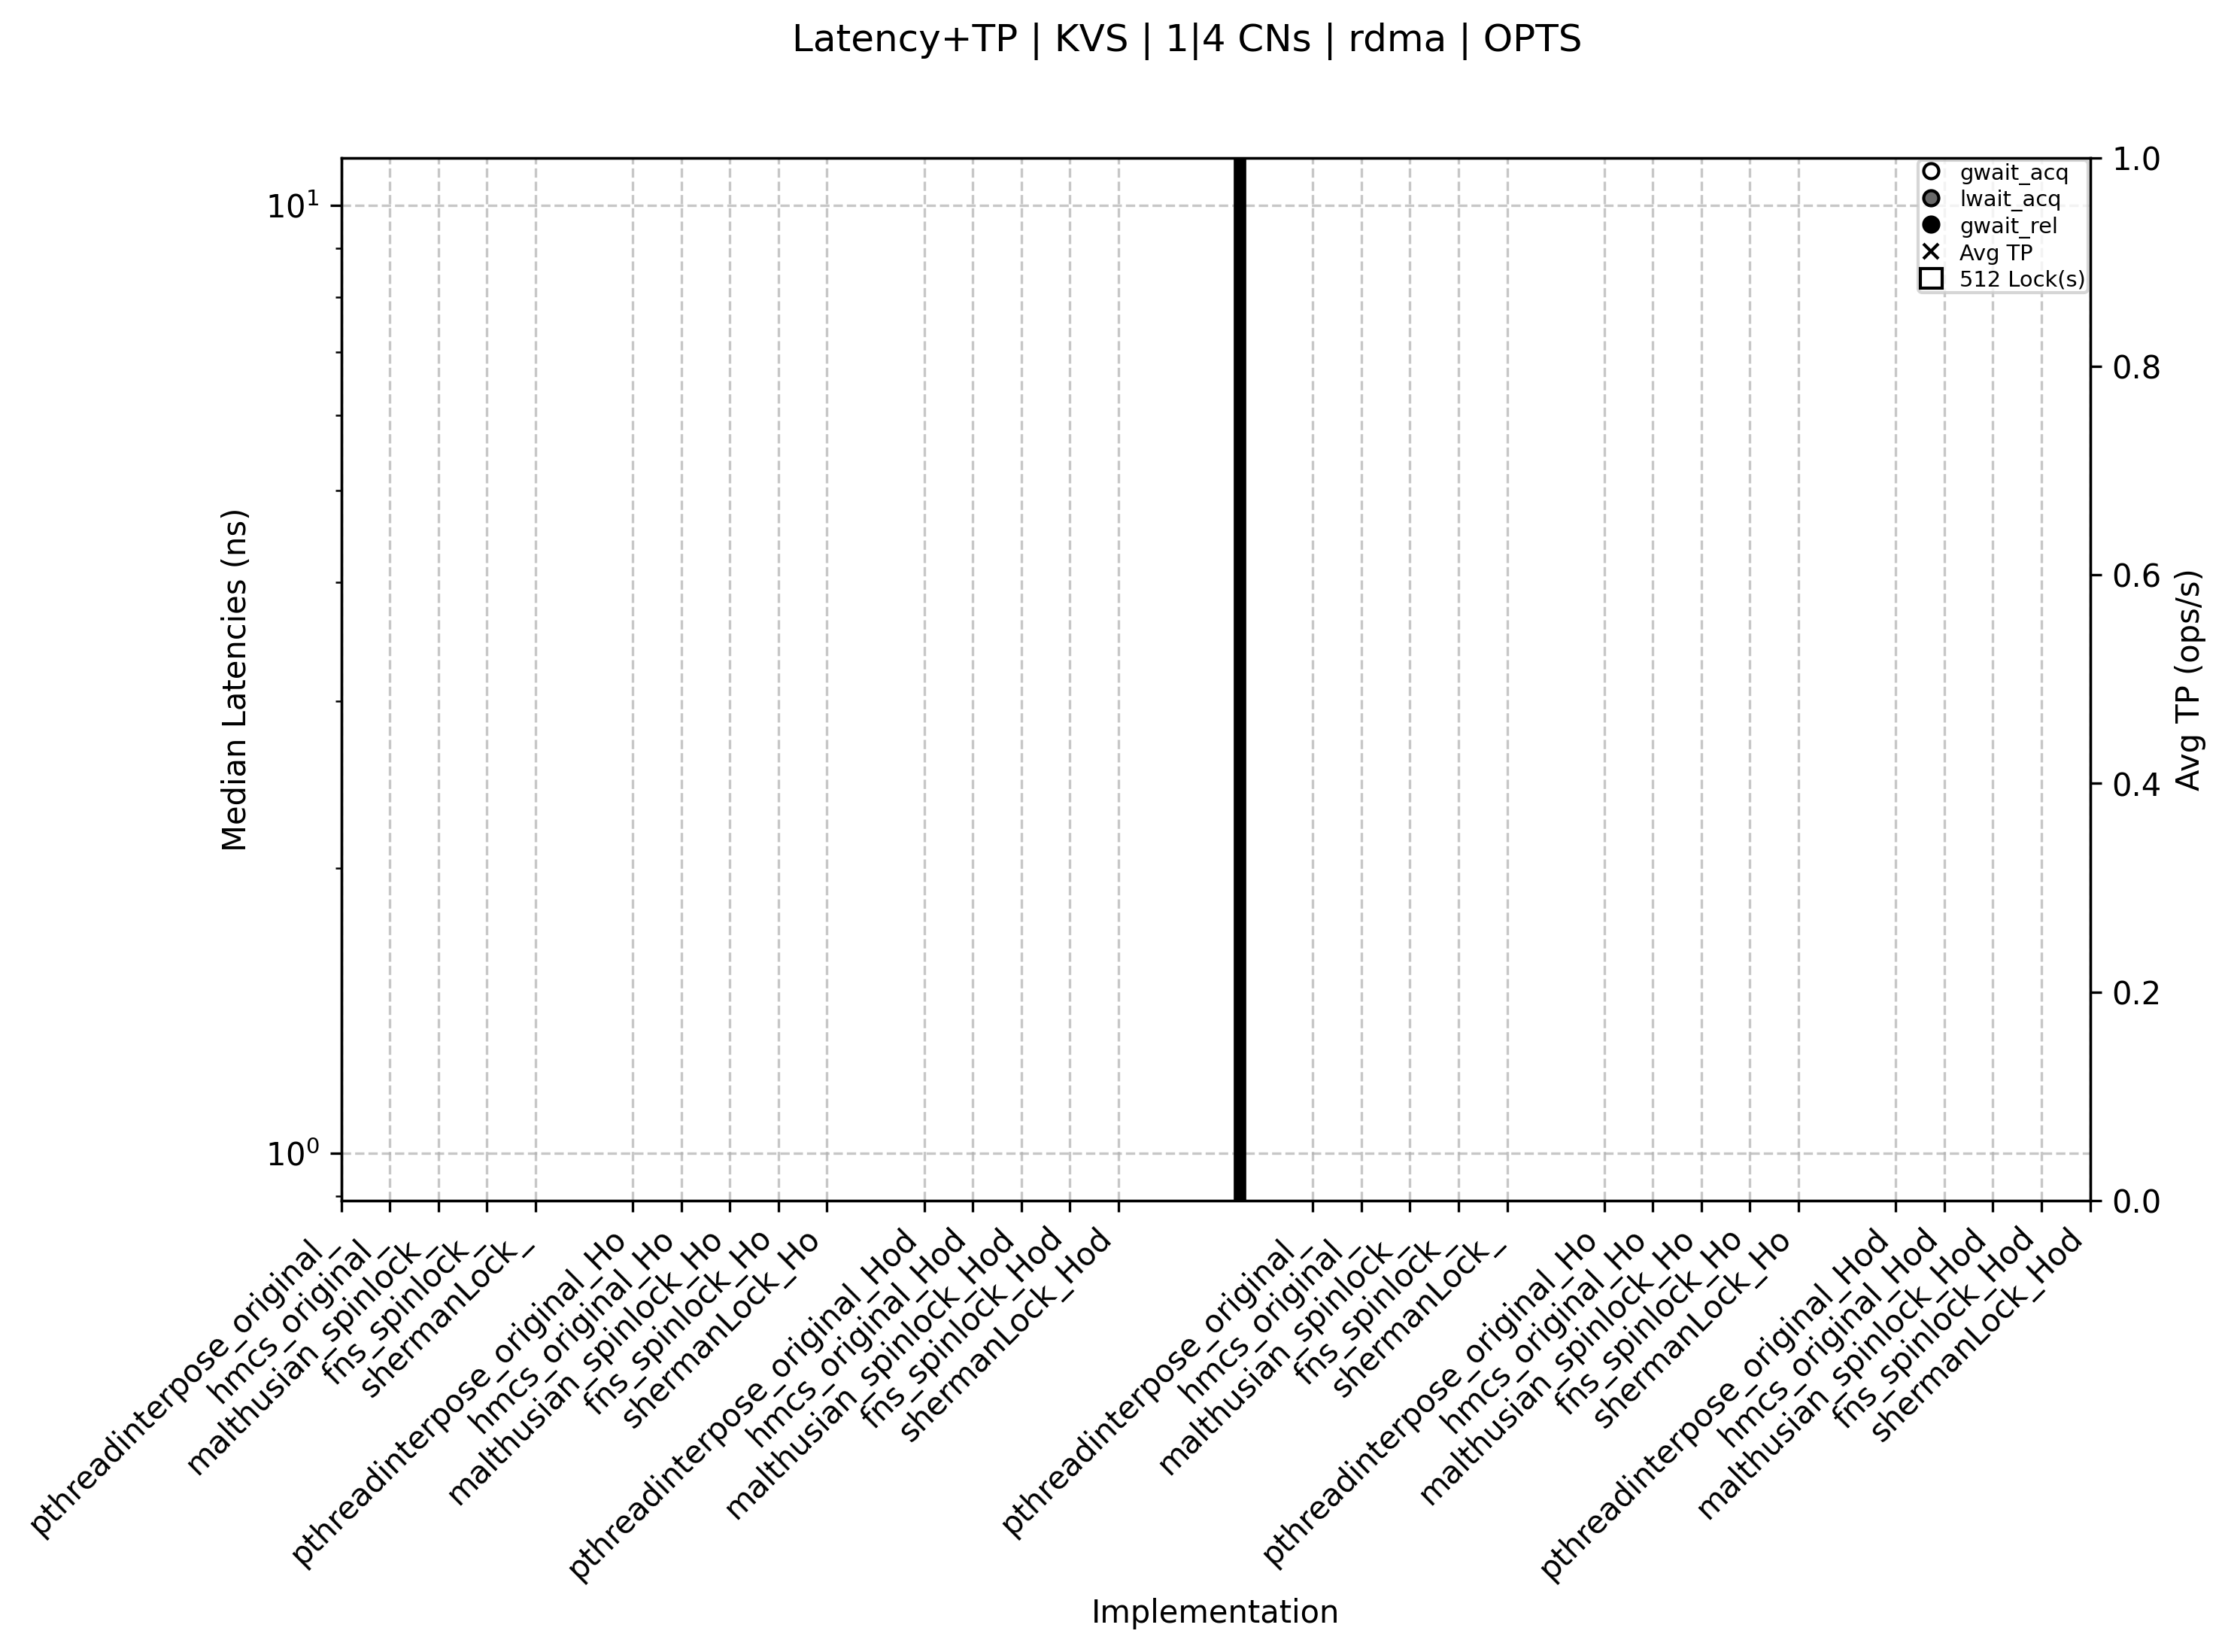 Latency+TP | KVS | 1|4 CNs | rdma | OPTS
10¹
10⁰
Median Latencies (ns)
gwait_acq
lwait_acq
gwait_rel
Avg TP
512 Lock(s)
1.0
0.8
0.6
0.4
0.2
0.0
Avg TP (ops/s)
pthreadinterpose_original_
hmcs_original_
malthusian_spinlock_
fns_spinlock_
shermanLock_
pthreadinterpose_original_Ho
hmcs_original_Ho
malthusian_spinlock_Ho
fns_spinlock_Ho
shermanLock_Ho
pthreadinterpose_original_Hod
hmcs_original_Hod
malthusian_spinlock_Hod
fns_spinlock_Hod
shermanLock_Hod
pthreadinterpose_original_
hmcs_original_
malthusian_spinlock_
fns_spinlock_
shermanLock_
pthreadinterpose_original_Ho
hmcs_original_Ho
malthusian_spinlock_Ho
fns_spinlock_Ho
shermanLock_Ho
pthreadinterpose_original_Hod
hmcs_original_Hod
malthusian_spinlock_Hod
fns_spinlock_Hod
shermanLock_Hod
Implementation